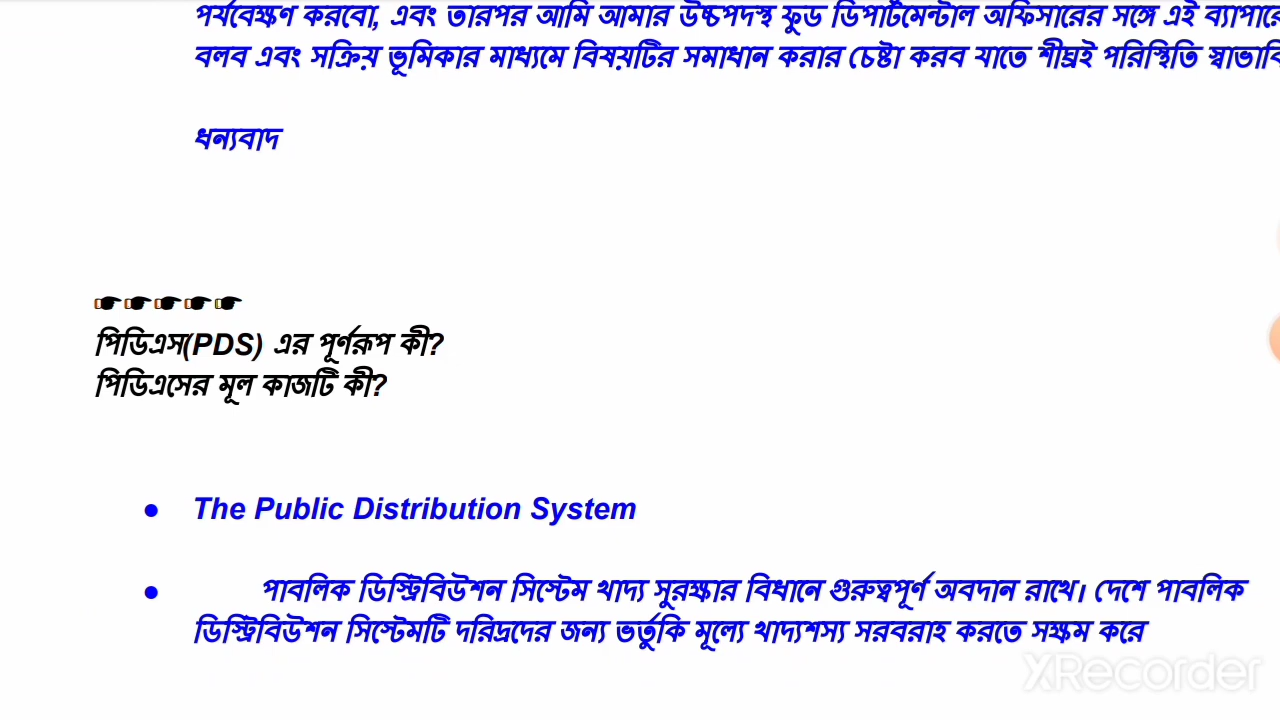 পর্যবেক্ষণ করবো, এবং তারপর আমি আমার উচ্চপদস্থ ফুড ডিপার্টমেন্টাল অফিসারের সঙ্গে এই
বলব এবং সক্রিয় ভূমিকার মাধ্যমে বিষয়টির সমাধান করার চেষ্টা করব যাতে শীঘ্রই পরিস্থিতি
ধন্যবাদ
☛☛☛☛☛
পিডিএস(PDS) এর পূর্ণরূপ কী?
পিডিএসের মূল কাজটি কী?
● The Public Distribution System
● পাবলিক ডিস্ট্রিবিউশন সিস্টেম খাদ্য সুরক্ষার বিধানে গুরুত্বপূর্ণ অবদান রাখে। দেশে পাবলিক
ডিস্ট্রিবিউশন সিস্টেমটি দরিদ্রদের জন্য ভর্তুকি মূল্যে খাদ্যশস্য সরবরাহ করতে সক্ষম করে
XRecorder